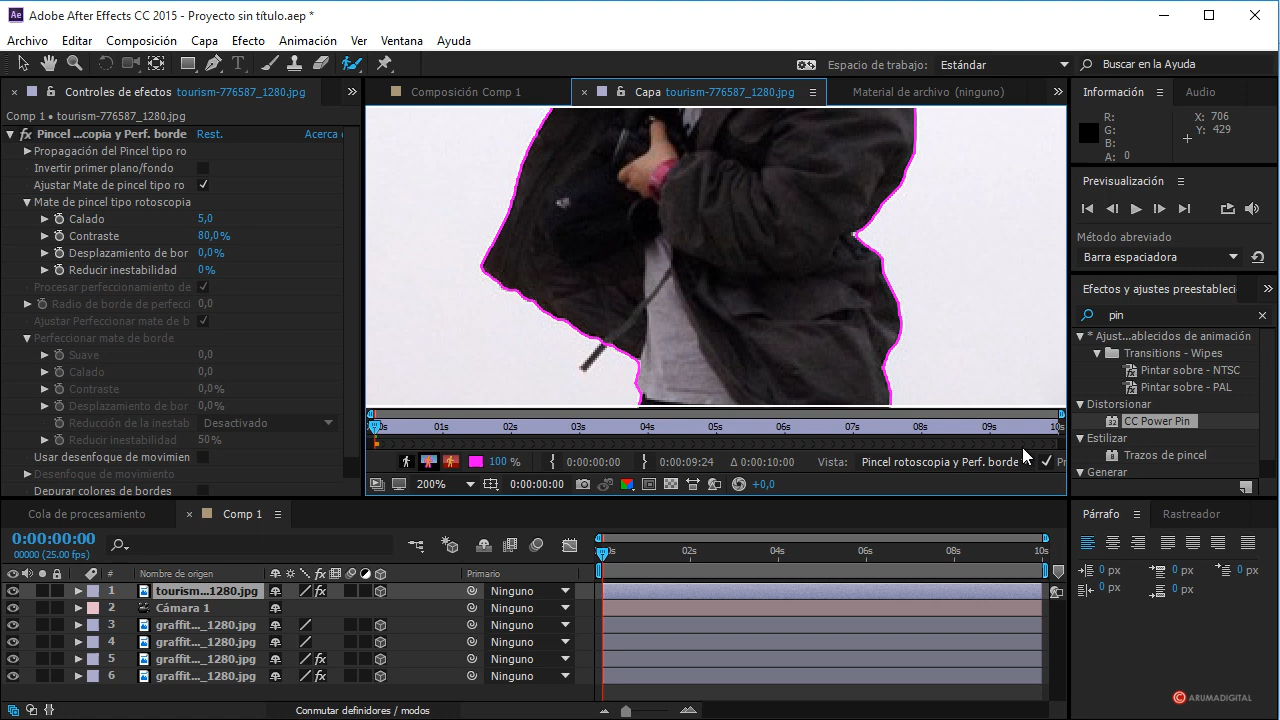 Ae Adobe After Effects CC 2015 - Proyecto sin título.aep *
Archivo Editar Composición Capa Efecto Animación Ver Ventana Ayuda
Espacio de trabajo: Estándar Buscar en la Ayuda
Controles de efectos tourism-776587_1280.jpg
Comp 1 • tourism-776587_1280.jpg
fx Pincel ...copia y Perf. borde Rest. Acerca
Propagación del Pincel tipo ro
Invertir primer plano/fondo
Ajustar Mate de pincel tipo ro
Mate de pincel tipo rotoscopia
Calado 5,0
Contraste 80,0%
Desplazamiento de bor 0,0%
Reducir inestabilidad 0%
Procesar perfeccionamiento de
Radio de borde de perfecci 0,0
Ajustar Perfeccionar mate de b
Perfeccionar mate de borde
Suave 0,0
Calado 0,0
Contraste 0,0%
Desplazamiento de bor 0,0%
Reducción de la inestab Desactivado
Reducir inestabilidad 50%
Usar desenfoque de movimien
Desenfoque de movimiento
Depurar colores de bordes
Composición Comp 1
Capa tourism-776587_1280.jpg
Material de archivo (ninguno)
0s 01s 02s 03s 04s 05s 06s 07s 08s 09s 10s
100 % 0:00:00:00 0:00:09:24 Δ 0:00:10:00 Vista: Pincel rotoscopia y Perf. borde
200% 0:00:00:00 +0,0
Información Audio
R: X: 706
G: Y: 429
B:
A: 0
Previsualización
Método abreviado
Barra espaciadora
Efectos y ajustes preestableci
pin
* Ajust...ablecidos de animación
Transitions - Wipes
Pintar sobre - NTSC
Pintar sobre - PAL
Distorsionar
32 CC Power Pin
Estilizar
Trazos de pincel
Generar
Cola de procesamiento Comp 1
0:00:00:00
00000 (25.00 fps)
# Nombre de origen fx Primario
0s 02s 04s 06s 08s 10s
1 tourism...1280.jpg fx Ninguno
2 Cámara 1 Ninguno
3 graffit..._1280.jpg Ninguno
4 graffit..._1280.jpg Ninguno
5 graffit..._1280.jpg fx Ninguno
6 graffit..._1280.jpg fx Ninguno
Conmutar definidores / modos
Párrafo Rastreador
0 px 0 px 0 px
0 px 0 px
C ARUMADIGITAL